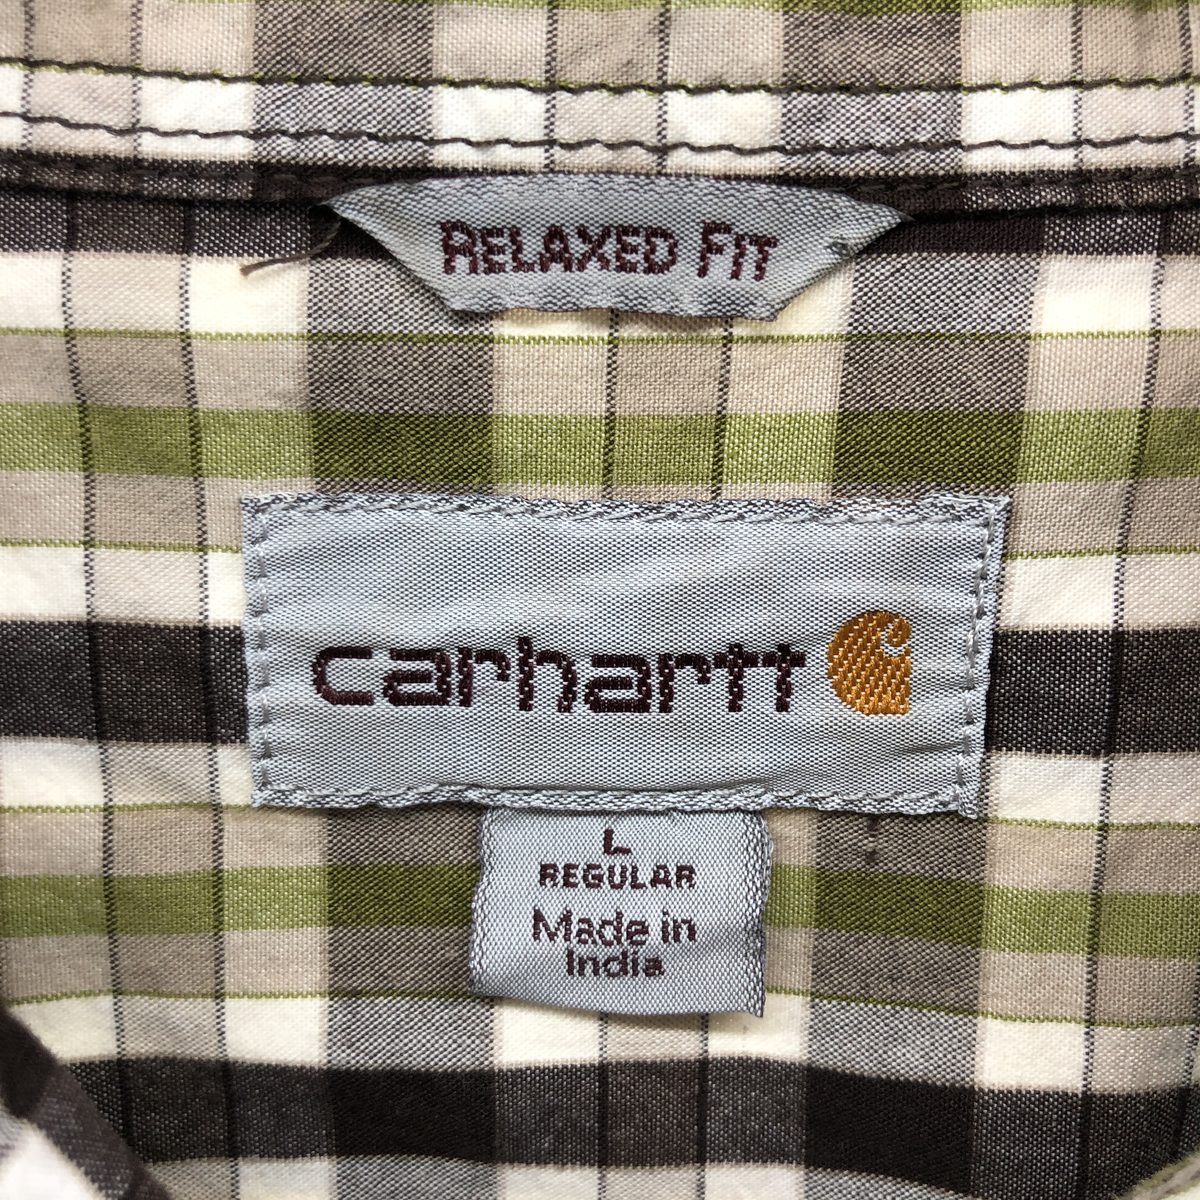 RELAXED FIT
carhartt
L
REGULAR
Made in
India